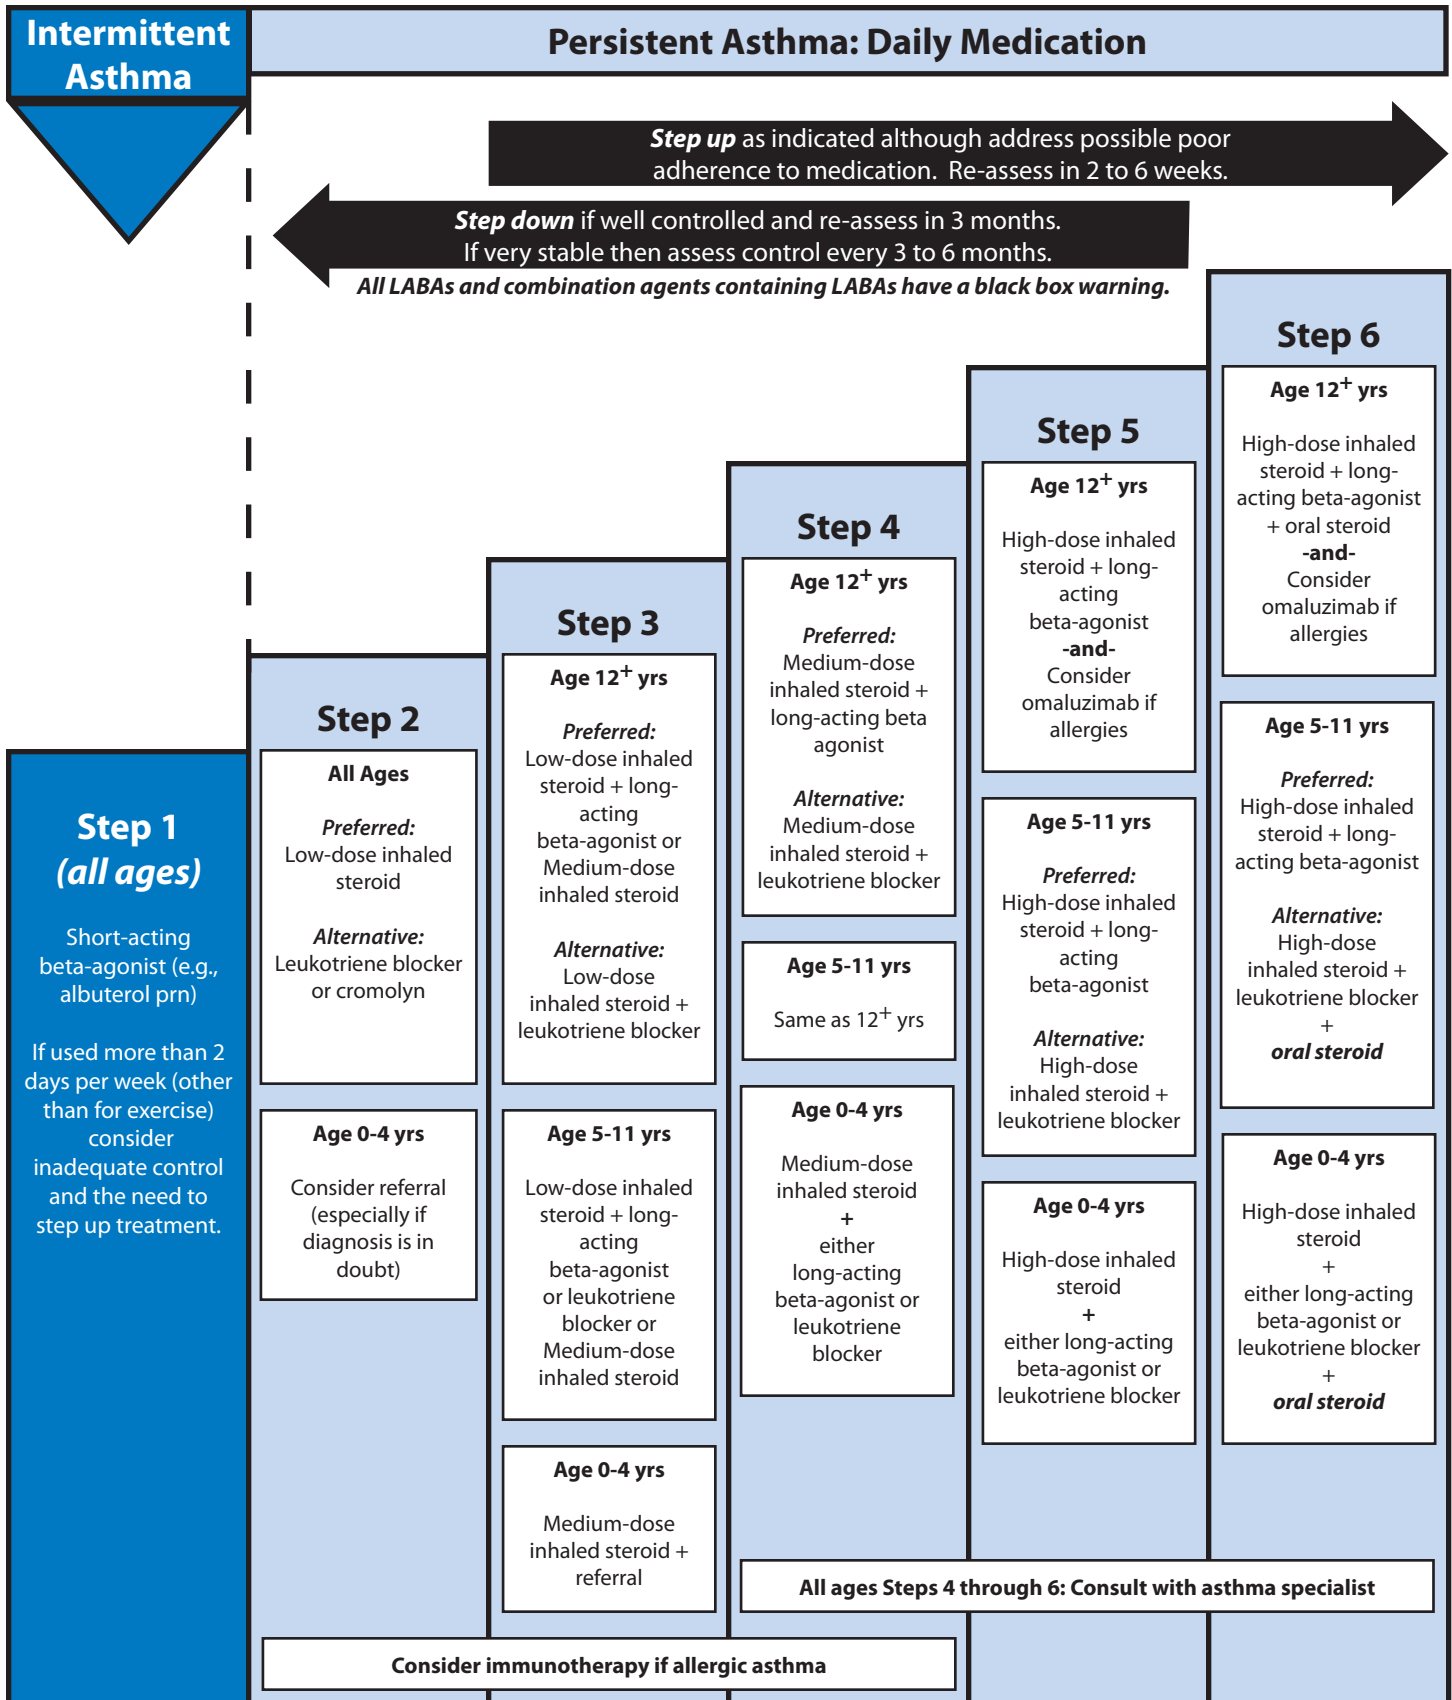 Intermittent
Asthma
Persistent Asthma: Daily Medication
Step up as indicated although address possible poor
adherence to medication. Re-assess in 2 to 6 weeks.
Step down if well controlled and re-assess in 3 months.
If very stable then assess control every 3 to 6 months.
All LABAs and combination agents containing LABAs have a black box warning.
Step 1
(all ages)
Short-acting
beta-agonist (e.g.,
albuterol prn)
If used more than 2
days per week (other
than for exercise)
consider
inadequate control
and the need to
step up treatment.
Step 2
All Ages
Preferred:
Low-dose inhaled
steroid
Alternative:
Leukotriene blocker
or cromolyn
Age 0-4 yrs
Consider referral
(especially if
diagnosis is in
doubt)
Step 3
Age 12+ yrs
Preferred:
Low-dose inhaled
steroid + long-
acting
beta-agonist or
Medium-dose
inhaled steroid
Alternative:
Low-dose
inhaled steroid +
leukotriene blocker
Age 5-11 yrs
Low-dose inhaled
steroid + long-
acting
beta-agonist
or leukotriene
blocker or
Medium-dose
inhaled steroid
Age 0-4 yrs
Medium-dose
inhaled steroid +
referral
Step 4
Age 12+ yrs
Preferred:
Medium-dose
inhaled steroid +
long-acting beta
agonist
Alternative:
Medium-dose
inhaled steroid +
leukotriene blocker
Age 5-11 yrs
Same as 12+ yrs
Age 0-4 yrs
Medium-dose
inhaled steroid
+
either
long-acting
beta-agonist or
leukotriene
blocker
Step 5
Age 12+ yrs
High-dose inhaled
steroid + long-
acting
beta-agonist
-and-
Consider
omaluzimab if
allergies
Age 5-11 yrs
Preferred:
High-dose inhaled
steroid + long-
acting
beta-agonist
Alternative:
High-dose
inhaled steroid +
leukotriene blocker
Age 0-4 yrs
High-dose inhaled
steroid
+
either long-acting
beta-agonist or
leukotriene blocker
Step 6
Age 12+ yrs
High-dose inhaled
steroid + long-
acting beta-agonist
+ oral steroid
-and-
Consider
omaluzimab if
allergies
Age 5-11 yrs
Preferred:
High-dose inhaled
steroid + long-
acting beta-agonist
Alternative:
High-dose
inhaled steroid +
leukotriene blocker
+
oral steroid
Age 0-4 yrs
High-dose inhaled
steroid
+
either long-acting
beta-agonist or
leukotriene blocker
+
oral steroid
All ages Steps 4 through 6: Consult with asthma specialist
Consider immunotherapy if allergic asthma